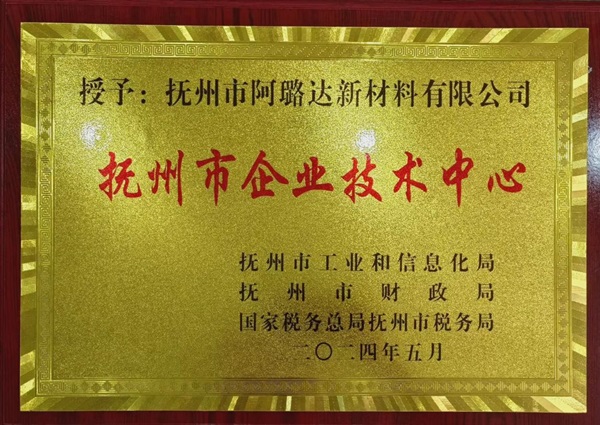 授予：抚州市阿璐达新材料有限公司
抚州市企业技术中心
抚州市工业和信息化局
抚州市财政局
国家税务总局抚州市税务局
二〇二四年五月